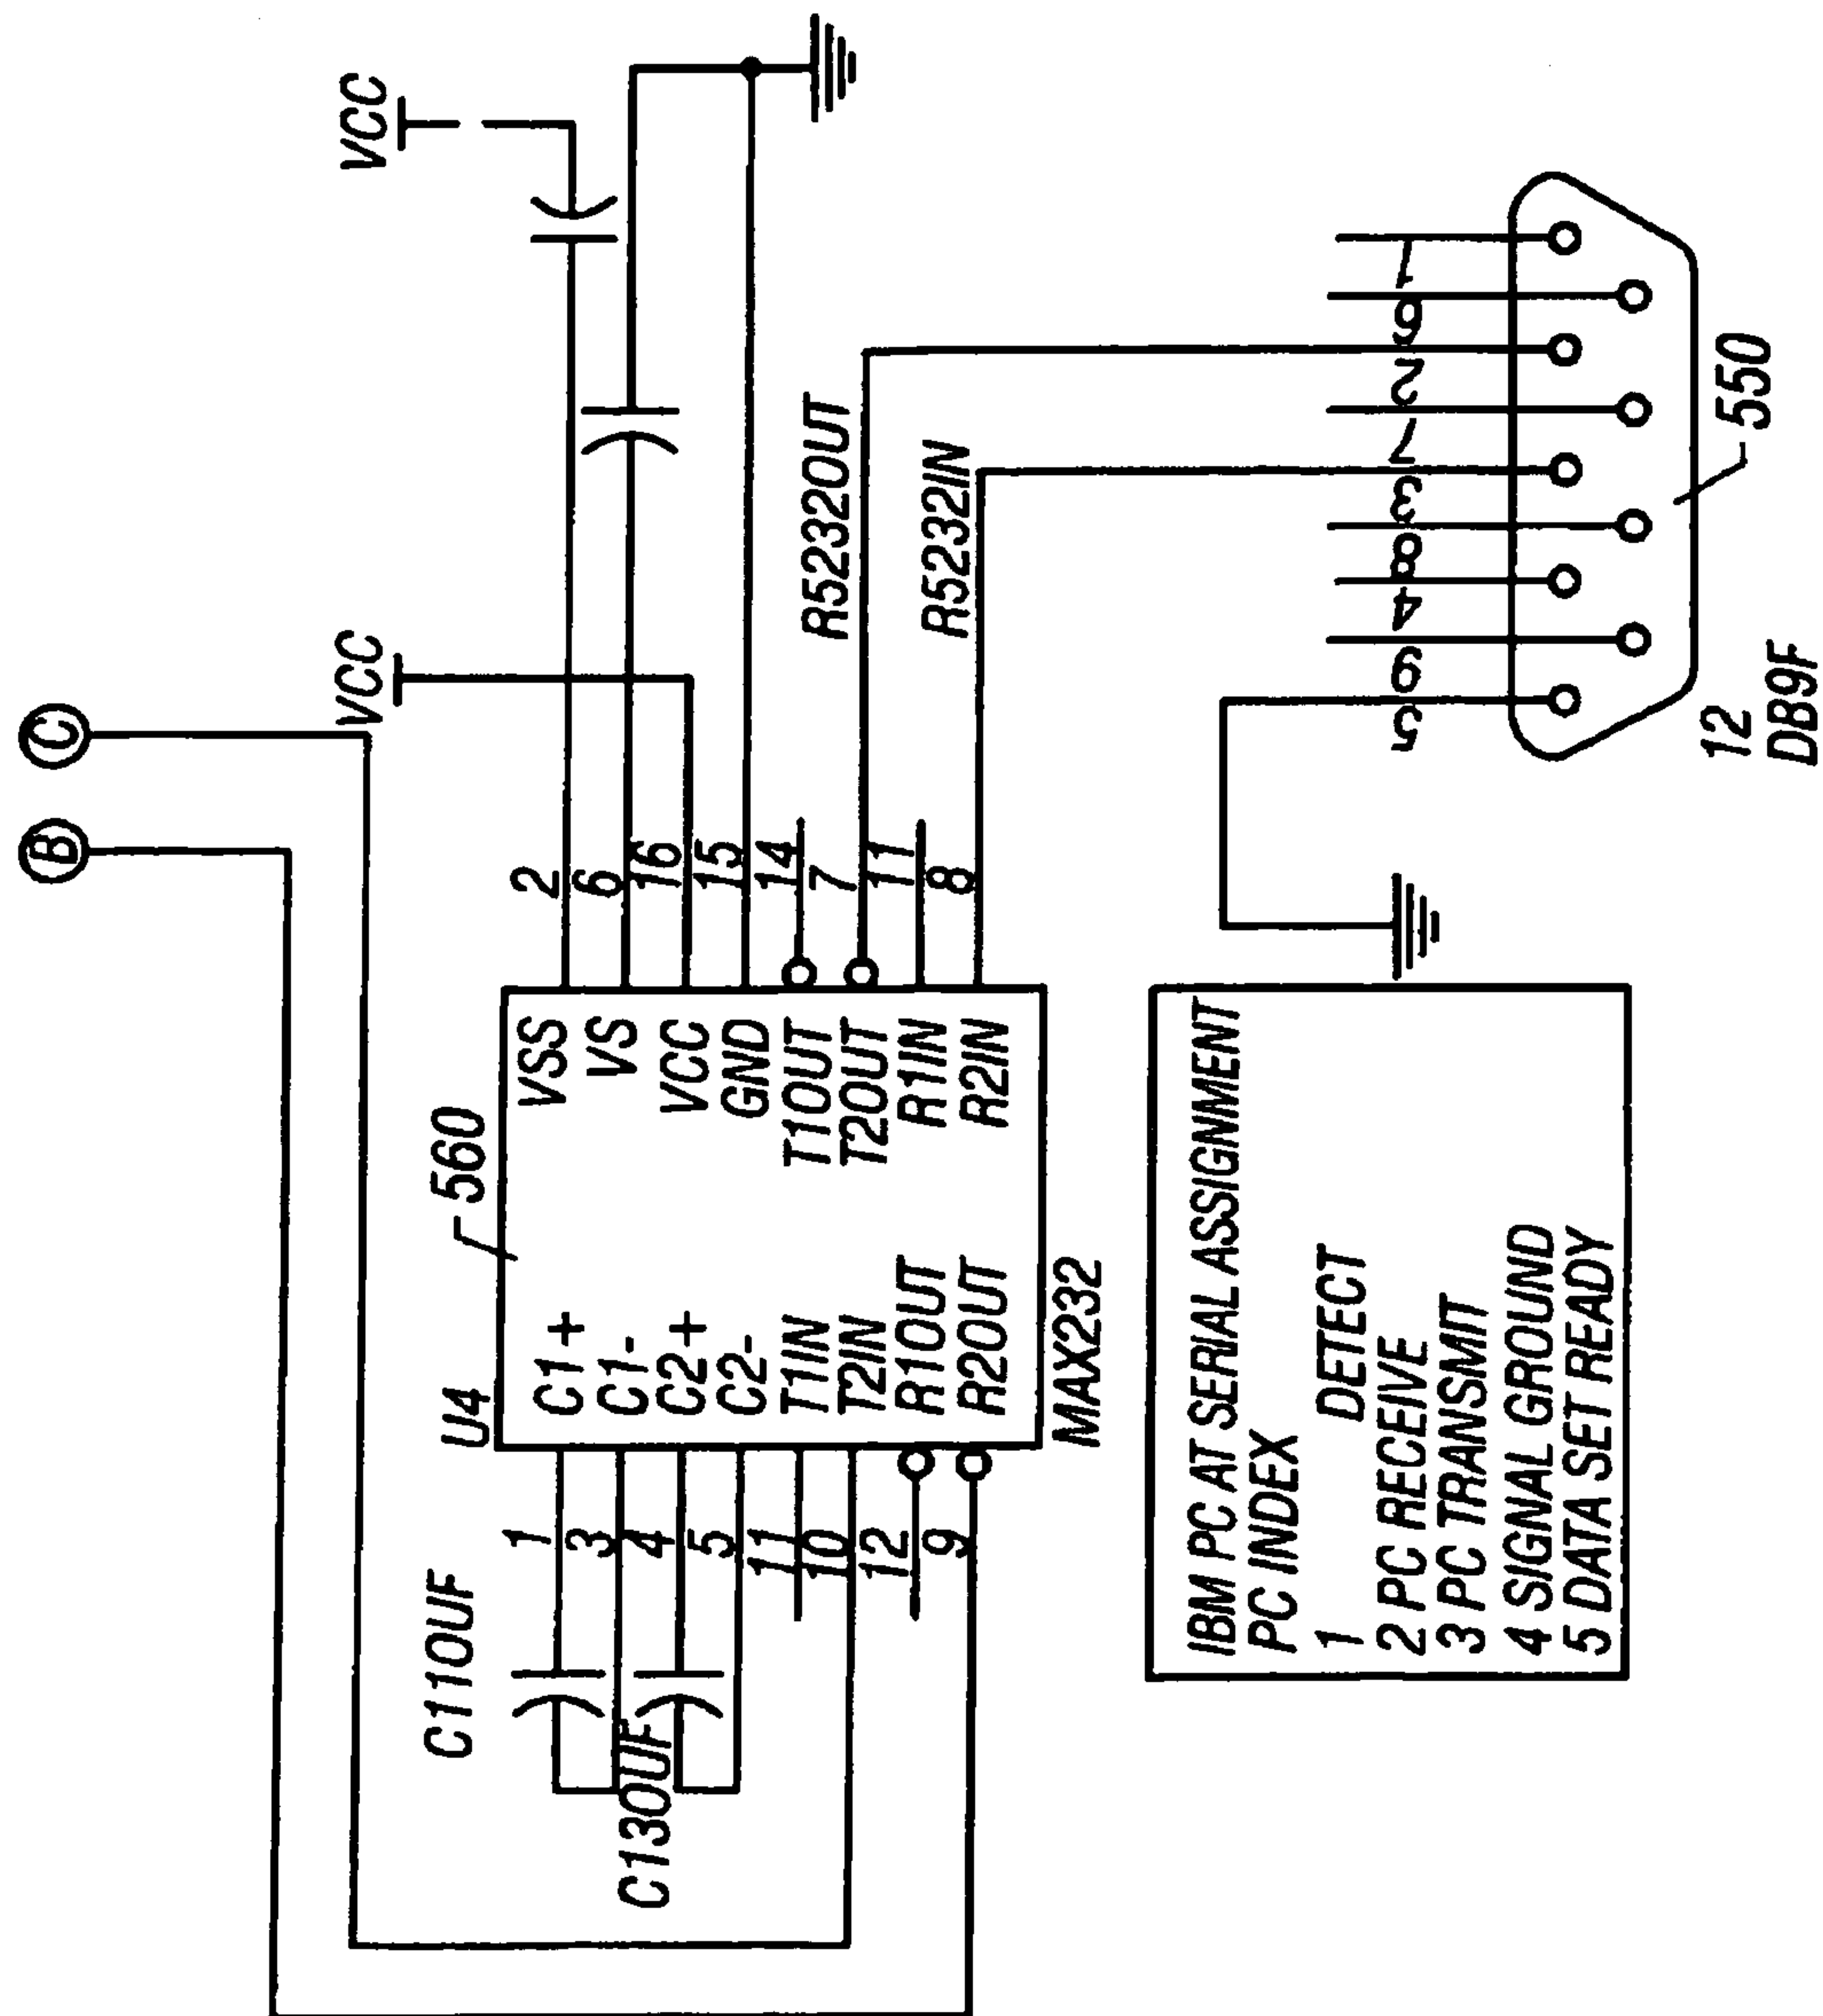 B
C
VCC
VCC
C110UF
C130UF
U4
560
1
3
4
5
11
10
12
9
C1+
C1-
C2+
C2-
T1IN
T2IN
R1OUT
R2OUT
VSS
VS
VCC
GND
T1OUT
T2OUT
R1IN
R2IN
MAX232
2
6
16
15
14
7
11
8
R5232OUT
R5232IN
IBM PC AT SERIAL ASSIGNMENT
PC INDEX
1 DETECT
2 PC RECEIVE
3 PC TRANSMIT
4 SIGNAL GROUND
5 DATA SET READY
5
9
4
8
3
7
2
6
1
550
12
DB9F